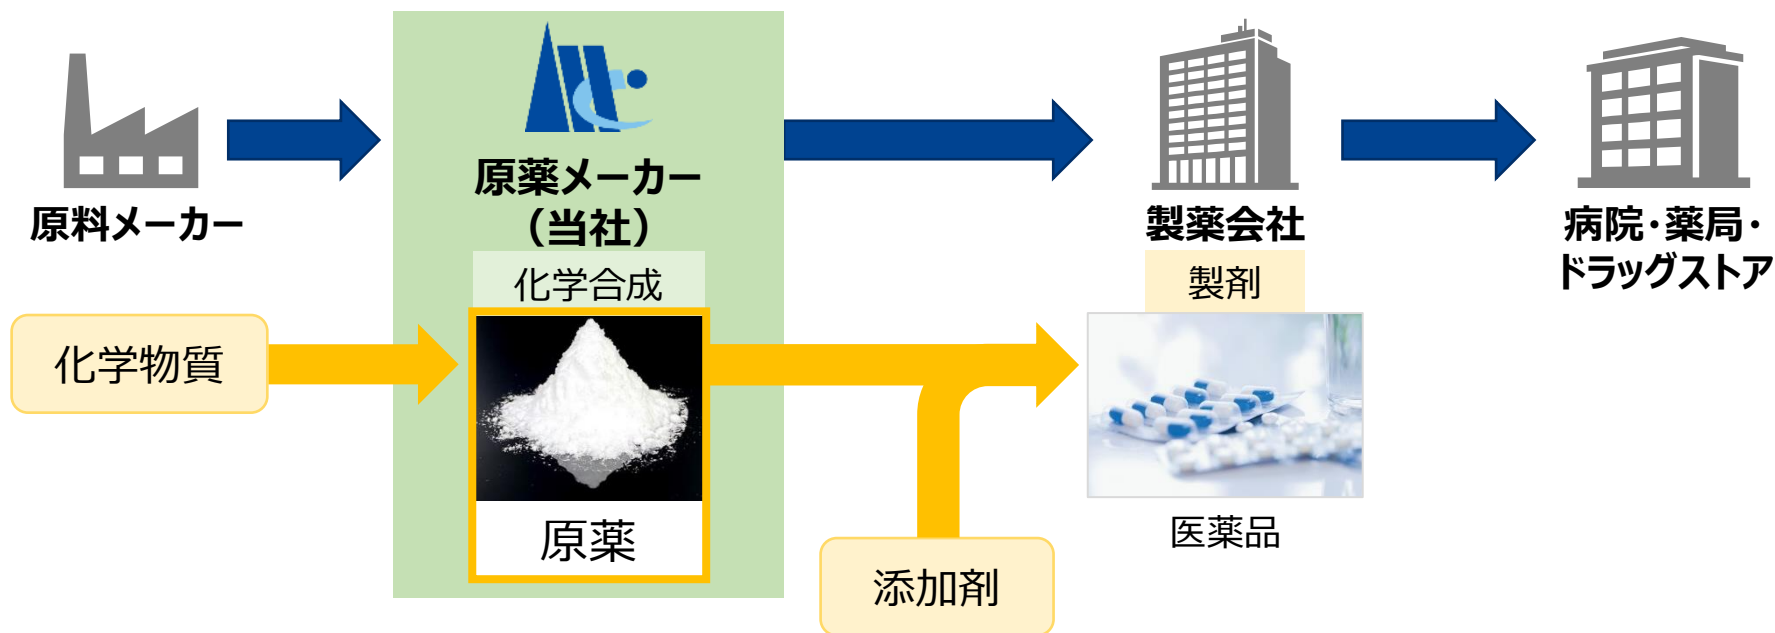 原料メーカー
原薬メーカー
（当社）
化学合成
製薬会社
製剤
病院・薬局・
ドラッグストア
化学物質
原薬
添加剤
医薬品